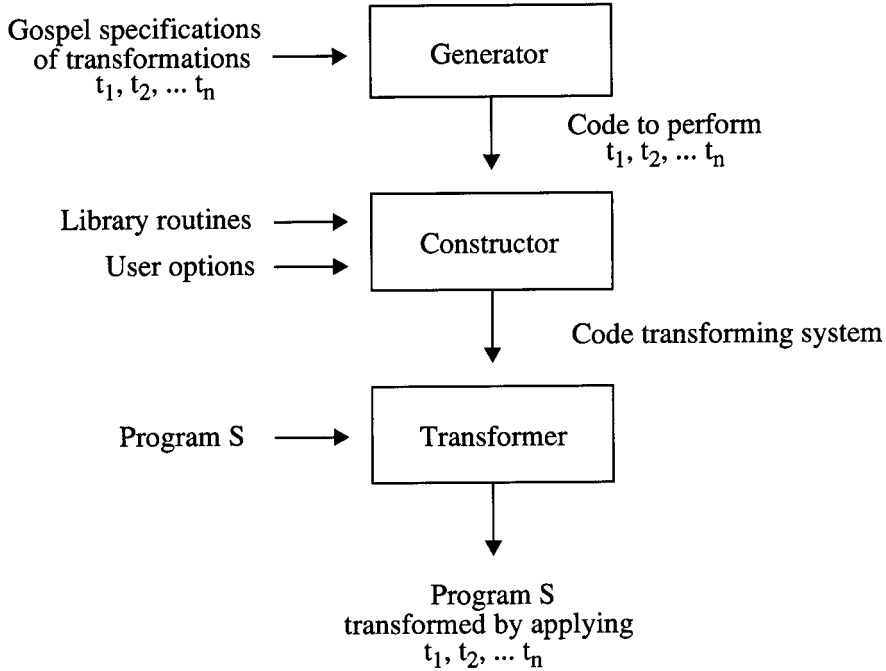 Gospel specifications
of transformations
t1, t2, ... tn
Generator
Code to perform
t1, t2, ... tn
Library routines
User options
Constructor
Code transforming system
Program S
Transformer
Program S
transformed by applying
t1, t2, ... tn